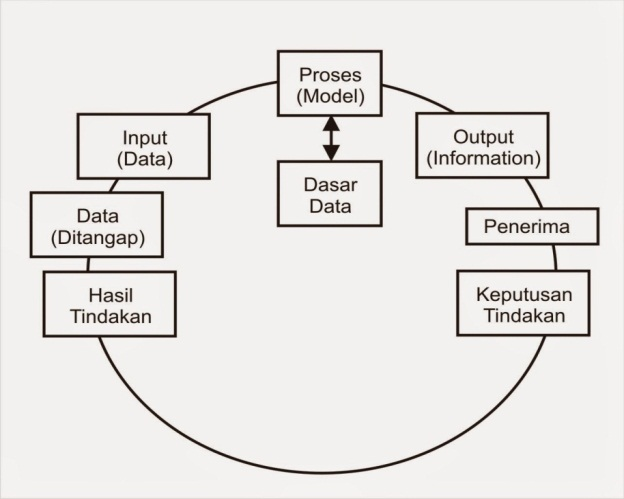 Proses
(Model)
Input
(Data)
Output
(Information)
Dasar
Data
Data
(Ditangap)
Penerima
Hasil
Tindakan
Keputusan
Tindakan